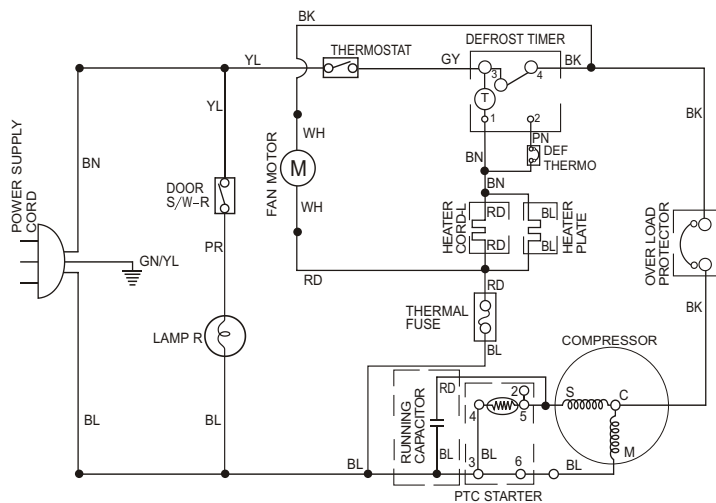 BK
THERMOSTAT
DEFROST TIMER
YL
GY
3
4
BK
T
1
2
YL
BN
WH
PN
DEF
THERMO
BK
BN
BN
POWER SUPPLY
CORD
DOOR
S/W-R
FAN MOTOR
M
WH
HEATER
CORD-L
RD
RD
BL
BL
HEATER
PLATE
OVER LOAD
PROTECTOR
PR
GN/YL
RD
RD
THERMAL
FUSE
BL
BK
LAMP R
COMPRESSOR
RUNNING
CAPACITOR
RD
2
4
5
S
C
BL
BL
BL
BL
BL
3
6
BL
M
PTC STARTER